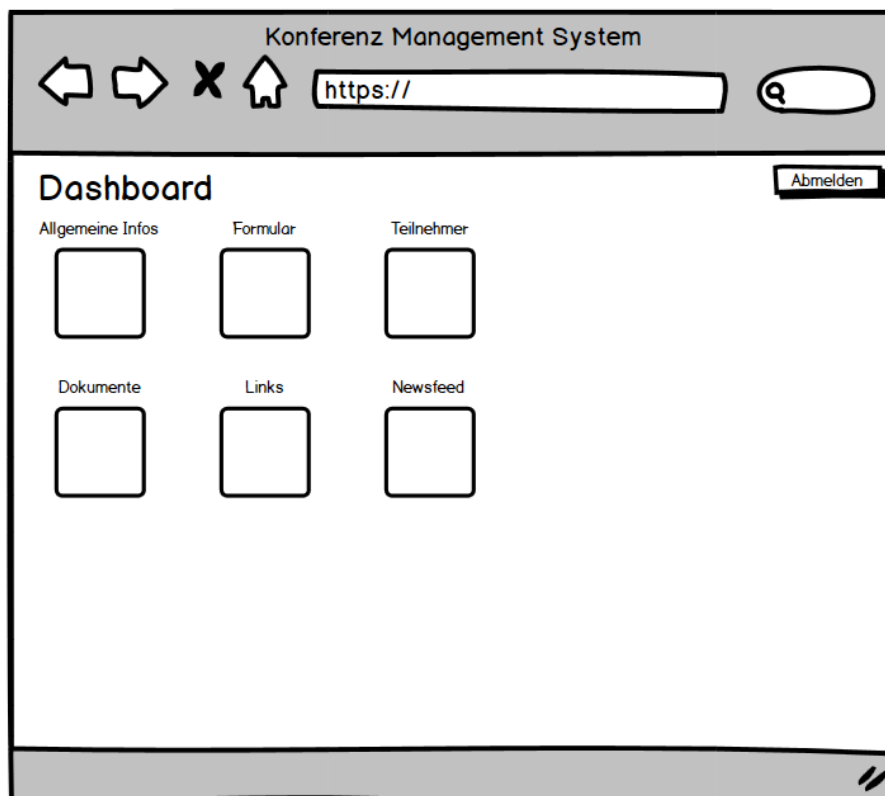 Konferenz Management System
https://
Dashboard
Abmelden
Allgemeine Infos
Formular
Teilnehmer
Dokumente
Links
Newsfeed